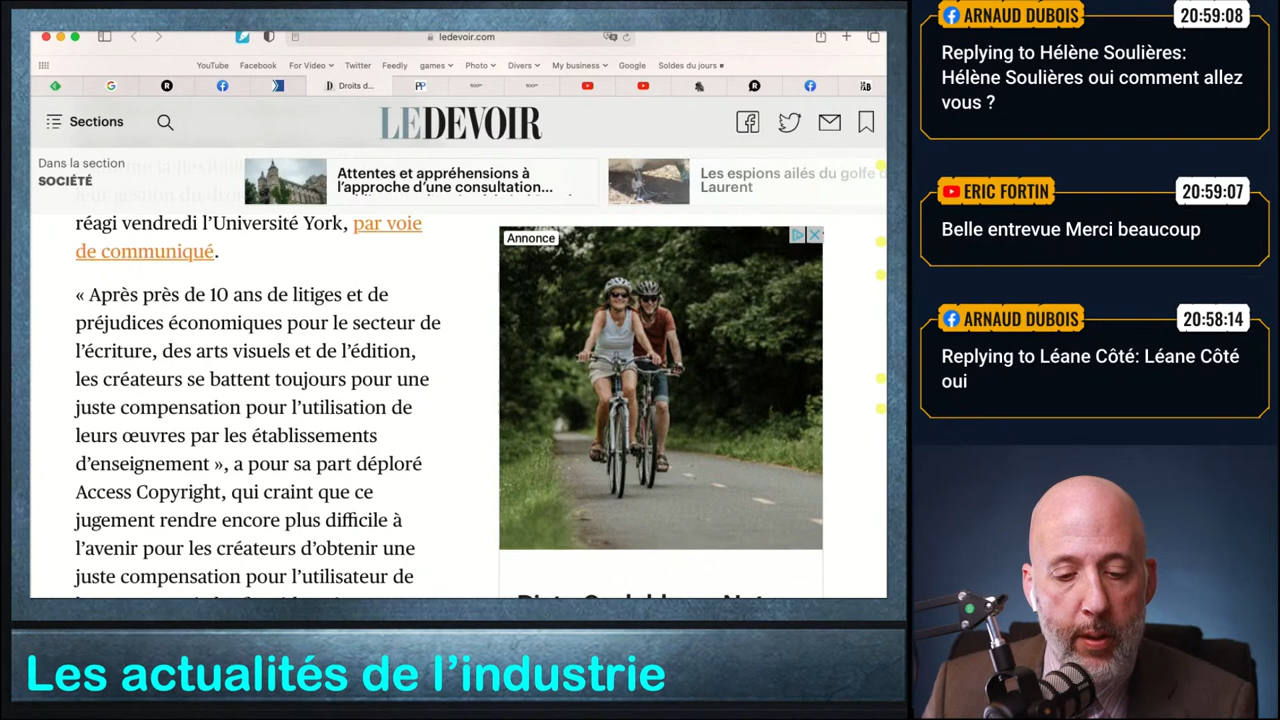 ledevoir.com
YouTube Facebook For Video Twitter Feedly games Photo Divers My business Google Soldes du jours
Droits d...
Sections
LE DEVOIR
Dans la section
SOCIÉTÉ
Attentes et appréhensions à
l'approche d'une consultation...
Les espions ailés du golfe d
Laurent
réagi vendredi l'Université York, par voie
de communiqué.
« Après près de 10 ans de litiges et de
préjudices économiques pour le secteur de
l'écriture, des arts visuels et de l'édition,
les créateurs se battent toujours pour une
juste compensation pour l'utilisation de
leurs œuvres par les établissements
d'enseignement », a pour sa part déploré
Access Copyright, qui craint que ce
jugement rendre encore plus difficile à
l'avenir pour les créateurs d'obtenir une
juste compensation pour l'utilisateur de
Annonce
Les actualités de l'industrie
ARNAUD DUBOIS 20:59:08
Replying to Hélène Soulières:
Hélène Soulières oui comment allez
vous ?
ERIC FORTIN 20:59:07
Belle entrevue Merci beaucoup
ARNAUD DUBOIS 20:58:14
Replying to Léane Côté: Léane Côté
oui